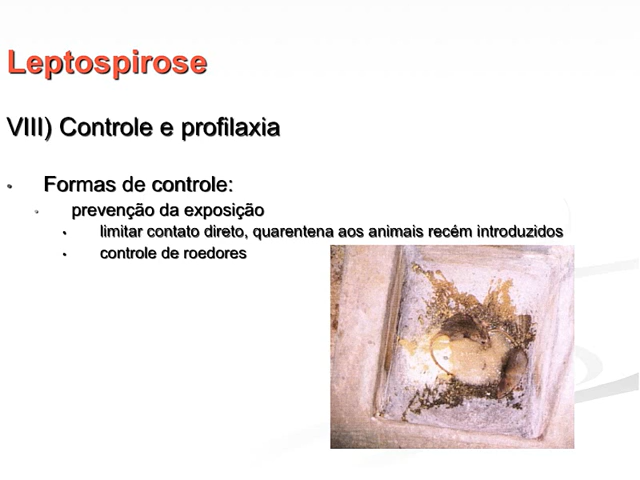 Leptospirose
VIII) Controle e profilaxia
• Formas de controle:
• prevenção da exposição
• limitar contato direto, quarentena aos animais recém introduzidos
• controle de roedores